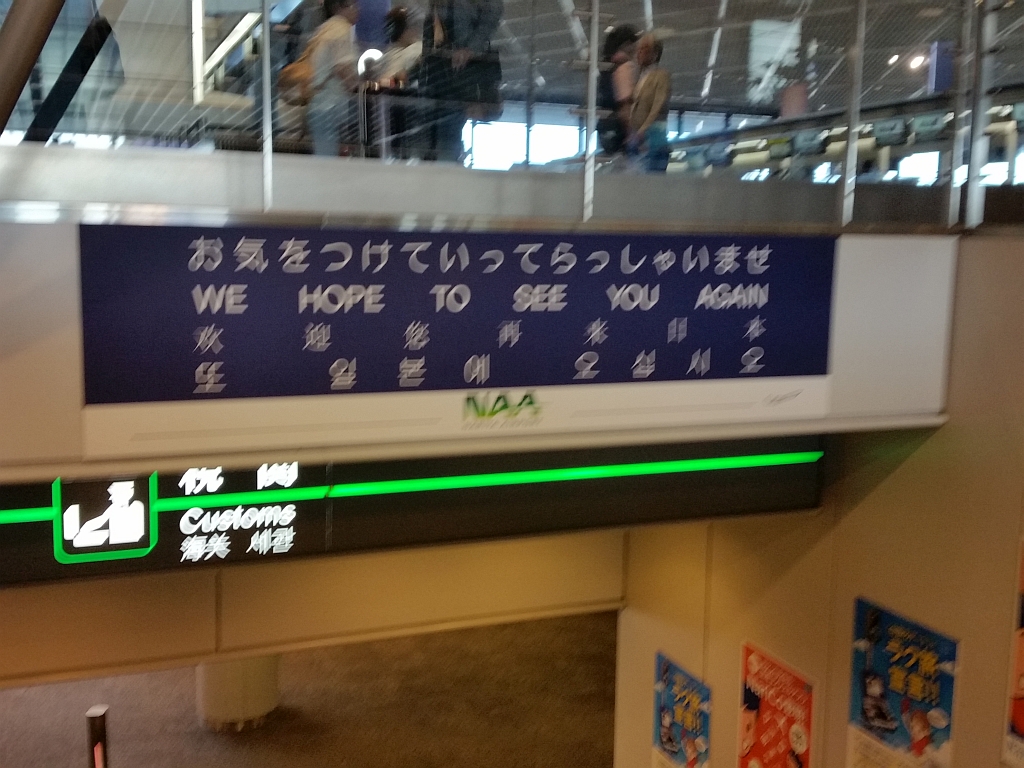 お気をつけていってらっしゃいませ
WE HOPE TO SEE YOU AGAIN
欢迎您再来日本
또 일본에 오십시오
NAA
税関
Customs
海关 세관